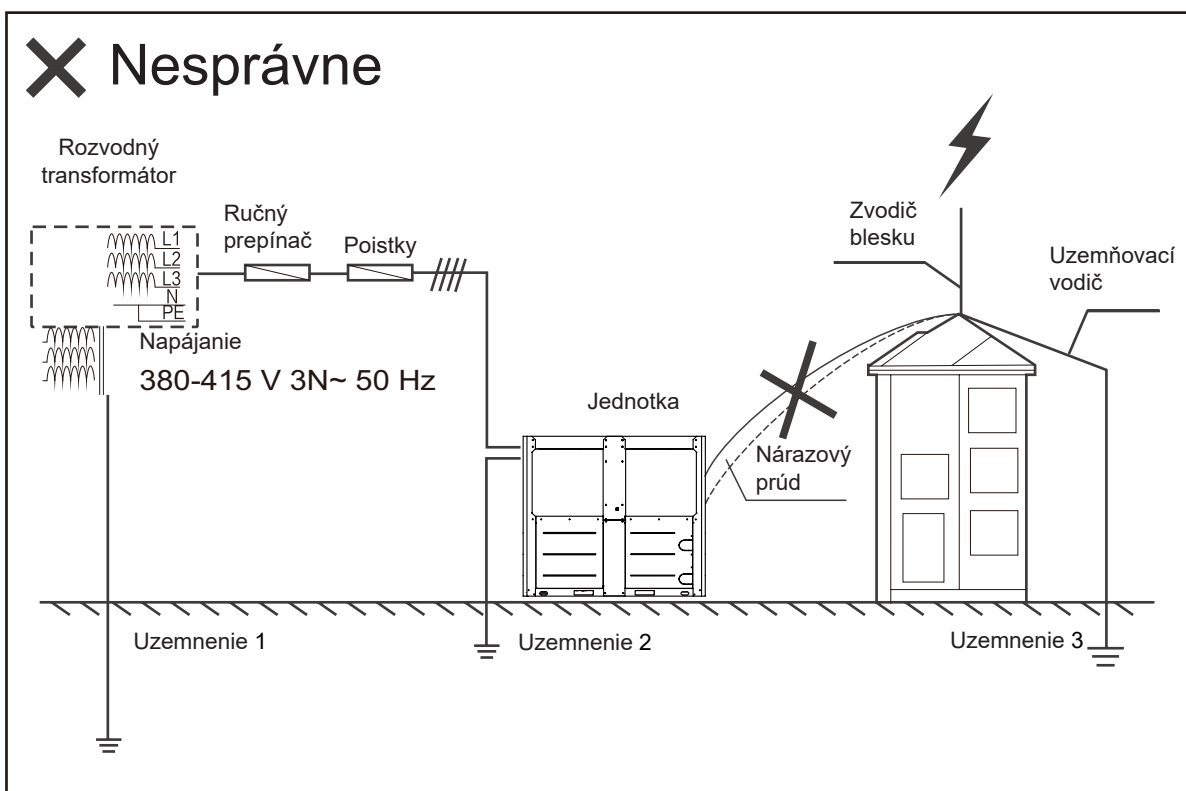 Nesprávne
Rozvodný
transformátor
L1
L2
L3
N
PE
Ručný
prepínač
Poistky
Napájanie
380-415 V 3N~ 50 Hz
Jednotka
Nárazový
prúd
Zvodič
blesku
Uzemňovací
vodič
Uzemnenie 1
Uzemnenie 2
Uzemnenie 3